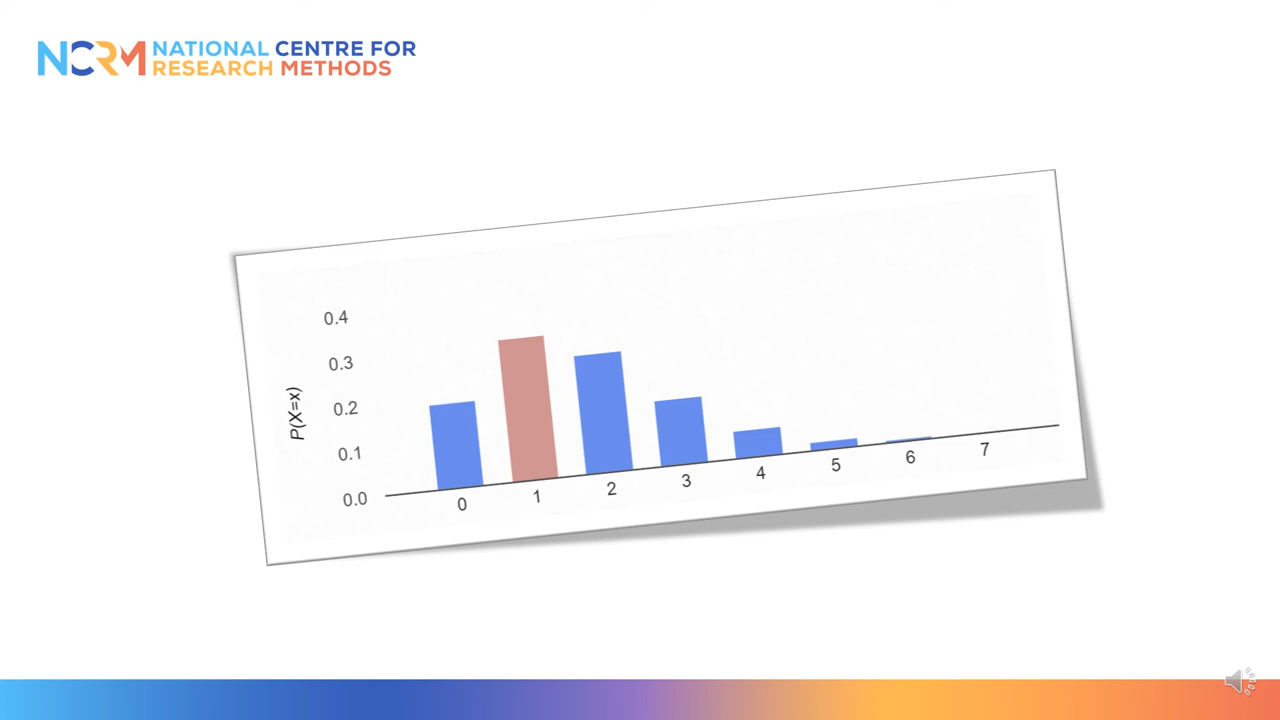 NCRM NATIONAL CENTRE FOR
RESEARCH METHODS
P(X=x)
0.4
0.3
0.2
0.1
0.0
0 1 2 3 4 5 6 7